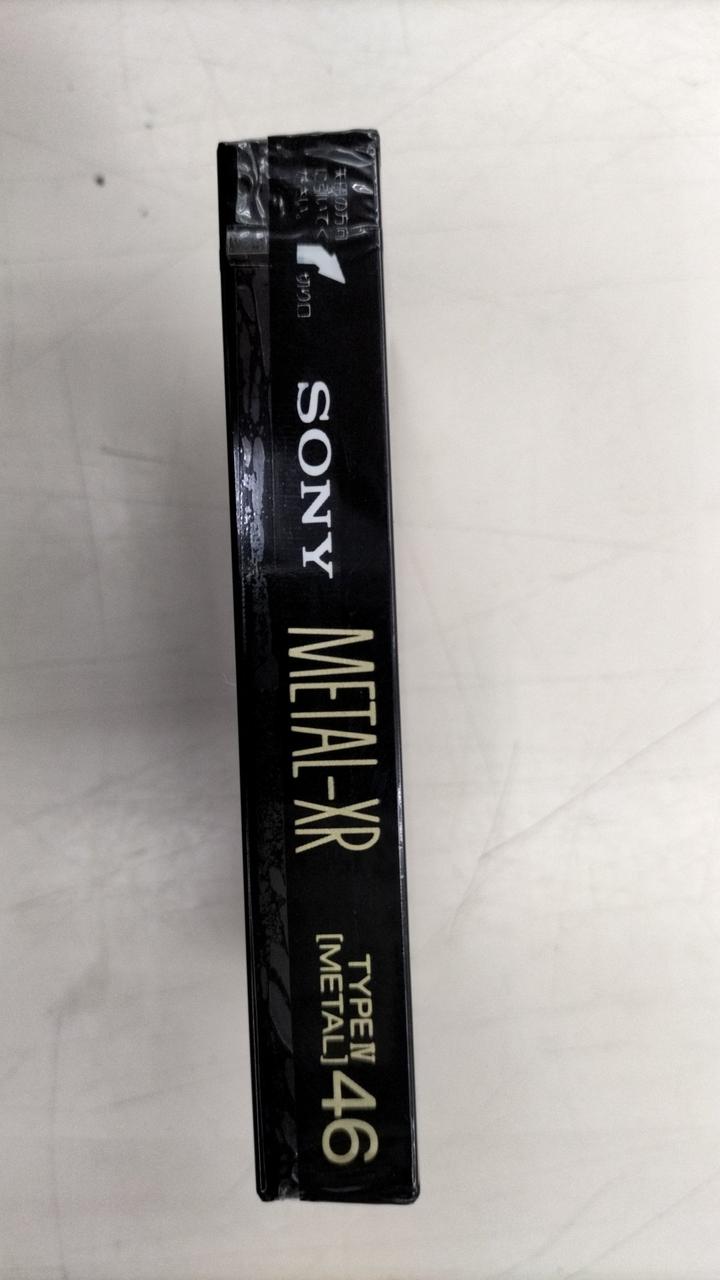 SONY
METAL-XR
TYPE Ⅳ
[METAL]
46